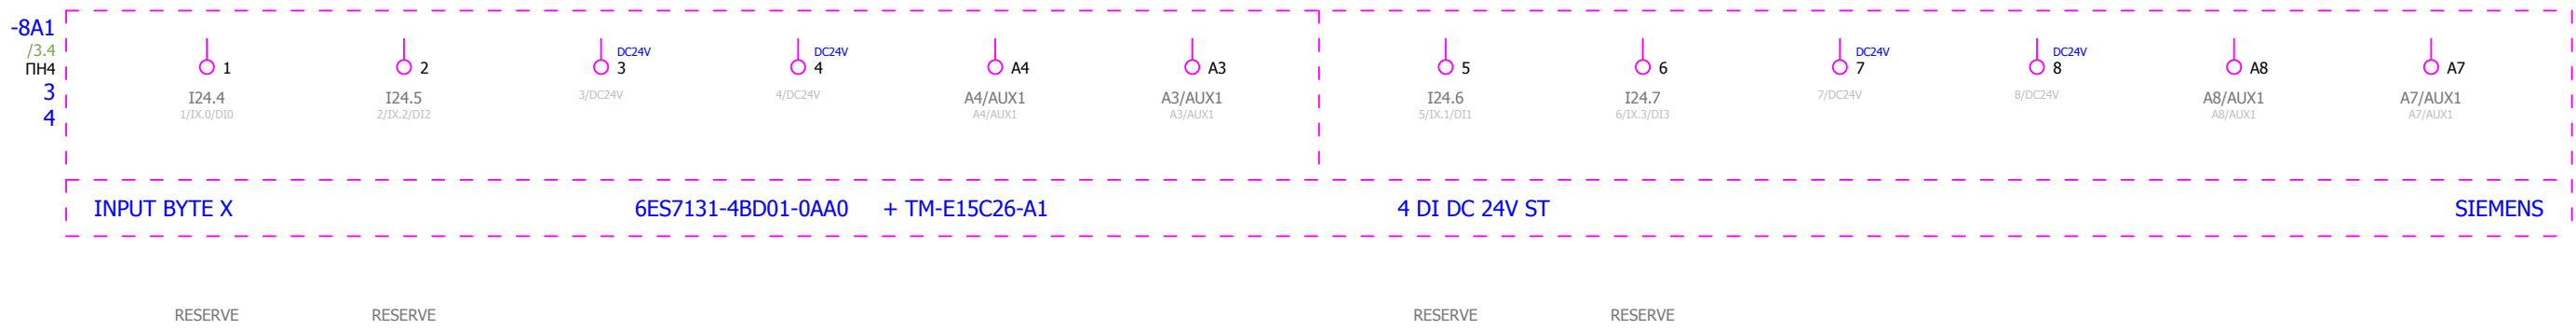 -8A1
/3.4
ПН4
3
4
1 2 DC24V 3 DC24V 4 A4 A3 5 6 DC24V 7 DC24V 8 A8 A7
I24.4 I24.5 3/DC24V 4/DC24V A4/AUX1 A3/AUX1 I24.6 I24.7 7/DC24V 8/DC24V A8/AUX1 A7/AUX1
1/IX.0/DI0 2/IX.2/DI2 A4/AUX1 A3/AUX1 5/IX.1/DI1 6/IX.3/DI3 A8/AUX1 A7/AUX1
INPUT BYTE X 6ES7131-4BD01-0AA0 + TM-E15C26-A1 4 DI DC 24V ST SIEMENS
RESERVE RESERVE RESERVE RESERVE